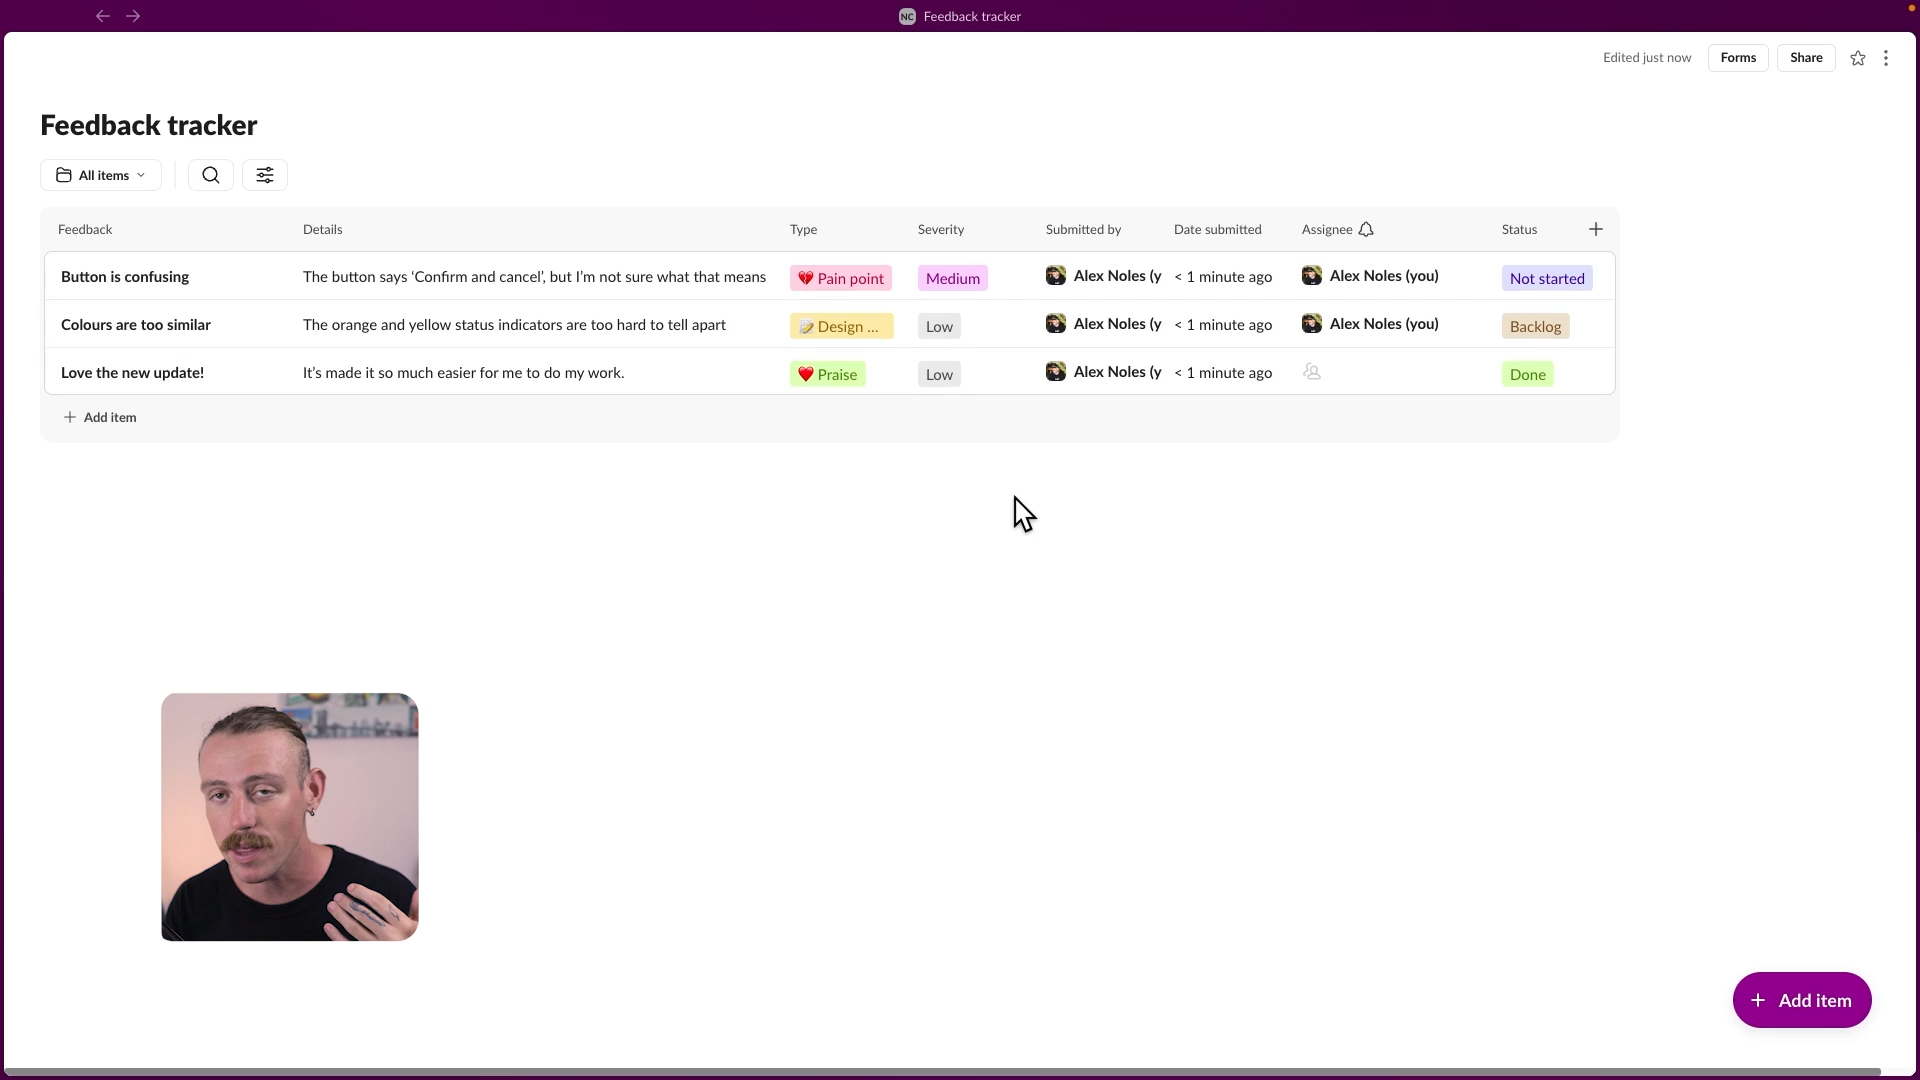 NC Feedback tracker
Edited just now Forms Share
Feedback tracker
All items
Feedback Details Type Severity Submitted by Date submitted Assignee Status
Button is confusing The button says ‘Confirm and cancel’, but I’m not sure what that means 💔 Pain point Medium Alex Noles (y < 1 minute ago Alex Noles (you) Not started
Colours are too similar The orange and yellow status indicators are too hard to tell apart 📝 Design ... Low Alex Noles (y < 1 minute ago Alex Noles (you) Backlog
Love the new update! It’s made it so much easier for me to do my work. ❤️ Praise Low Alex Noles (y < 1 minute ago Done
+ Add item
+ Add item